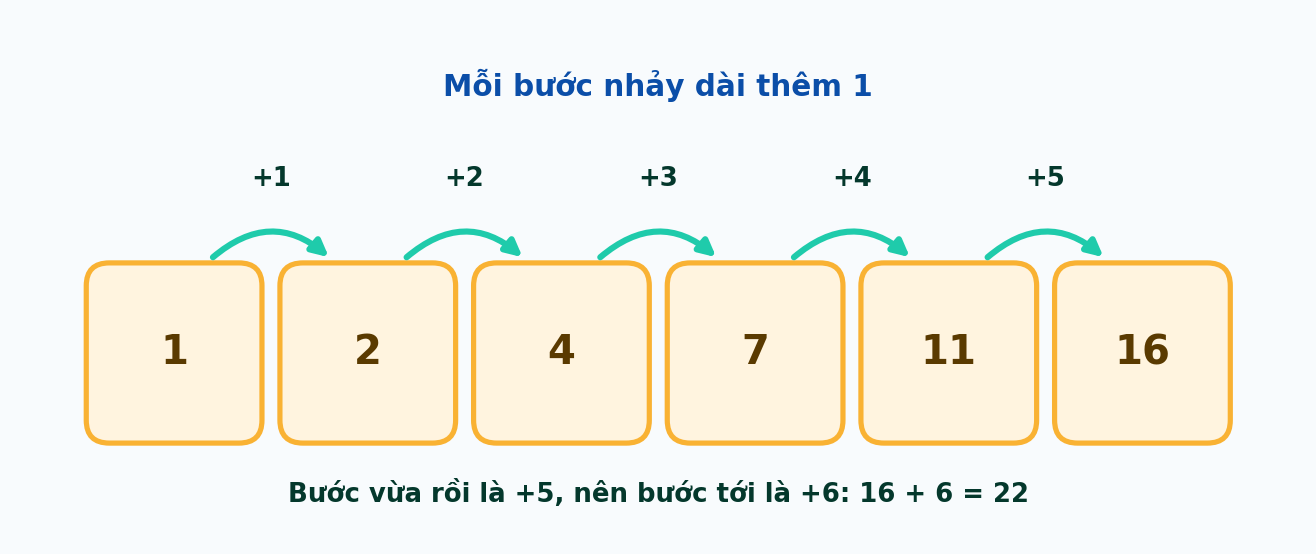 Mỗi bước nhảy dài thêm 1
+1 +2 +3 +4 +5
1 2 4 7 11 16
Bước vừa rồi là +5, nên bước tới là +6: 16 + 6 = 22